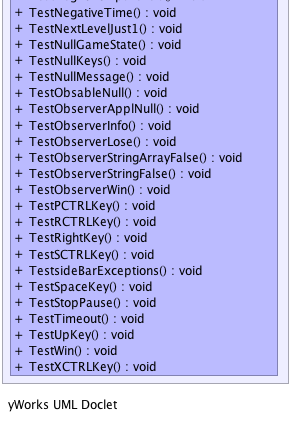 + TestNegativeTime() : void
+ TestNextLevelJust1() : void
+ TestNullGameState() : void
+ TestNullKeys() : void
+ TestNullMessage() : void
+ TestObsableNull() : void
+ TestObserverApplNull() : void
+ TestObserverInfo() : void
+ TestObserverLose() : void
+ TestObserverStringArrayFalse() : void
+ TestObserverStringFalse() : void
+ TestObserverWin() : void
+ TestPCTRLKey() : void
+ TestRCTRLKey() : void
+ TestRightKey() : void
+ TestSCTRLKey() : void
+ TestsideBarExceptions() : void
+ TestSpaceKey() : void
+ TestStopPause() : void
+ TestTimeout() : void
+ TestUpKey() : void
+ TestWin() : void
+ TestXCTRLKey() : void
yWorks UML Doclet